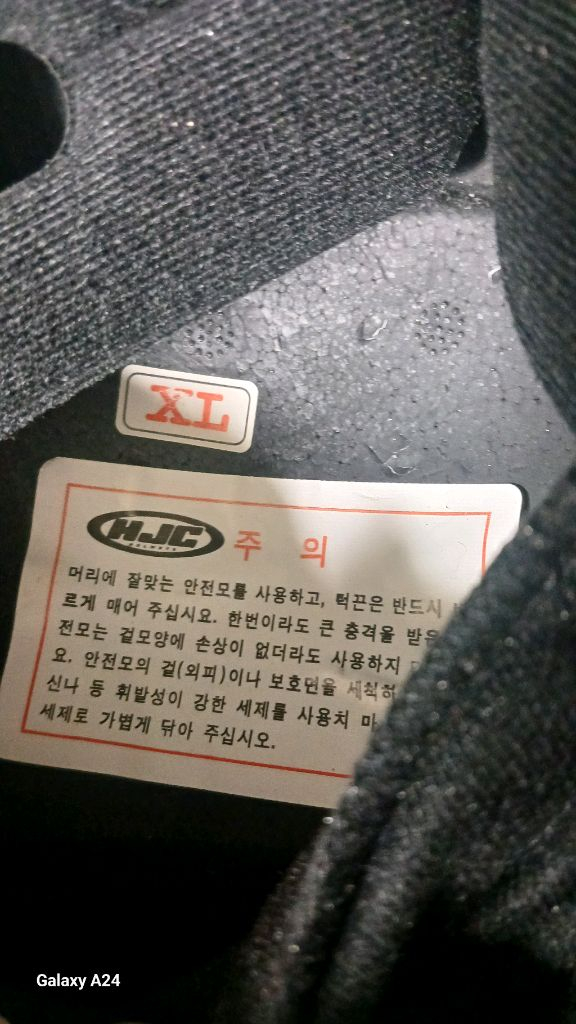 XL
HJC
HELMETS
주 의
머리에 잘맞는 안전모를 사용하고, 턱끈은 반드시
르게 매어 주십시요. 한번이라도 큰 충격을 받은
전모는 겉모양에 손상이 없더라도 사용하지
요. 안전모의 겉(외피)이나 보호면을 세척하
신나 등 휘발성이 강한 세제를 사용치 마
세제로 가볍게 닦아 주십시오.
Galaxy A24